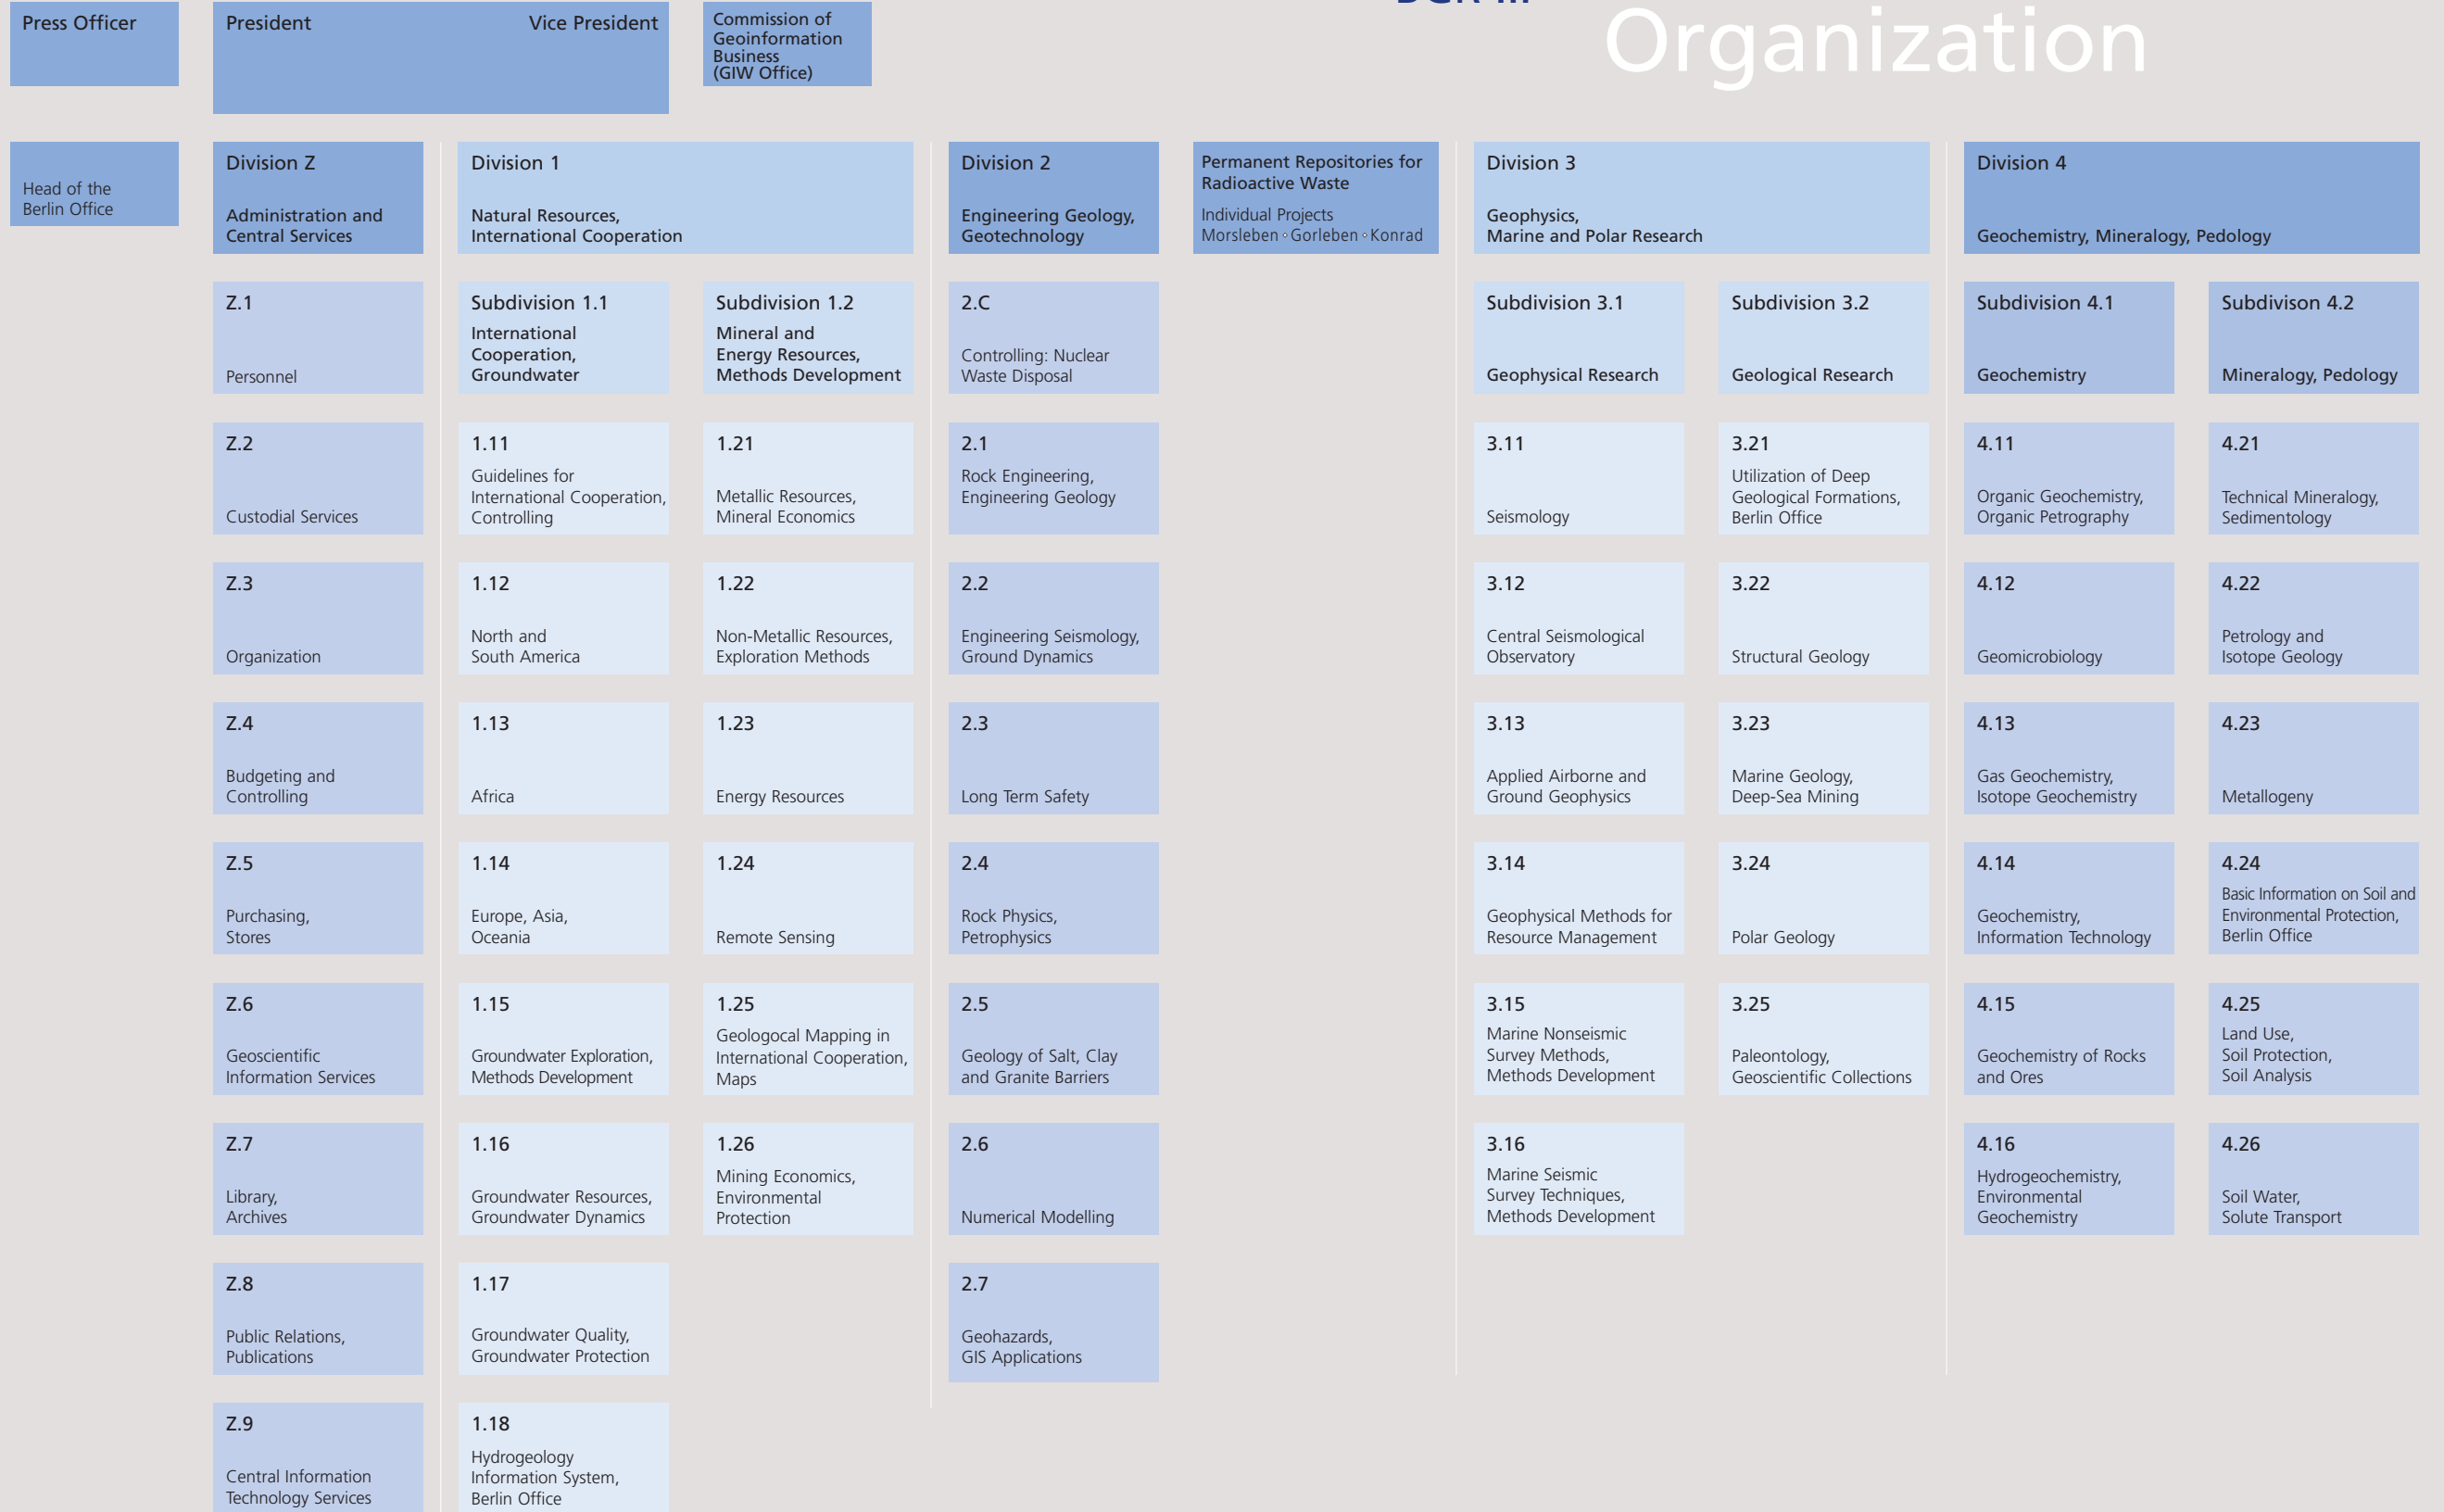 Press Officer
President
Vice President
Commission of
Geoinformation
Business
(GIW Office)
Organization
Head of the
Berlin Office
Division Z
Administration and
Central Services
Division 1
Natural Resources,
International Cooperation
Division 2
Engineering Geology,
Geotechnology
Permanent Repositories for
Radioactive Waste
Individual Projects
Morsleben ∘ Gorleben ∘ Konrad
Division 3
Geophysics,
Marine and Polar Research
Division 4
Geochemistry, Mineralogy, Pedology
Z.1
Personnel
Subdivision 1.1
International
Cooperation,
Groundwater
Subdivision 1.2
Mineral and
Energy Resources,
Methods Development
2.C
Controlling: Nuclear
Waste Disposal
Subdivision 3.1
Geophysical Research
Subdivision 3.2
Geological Research
Subdivision 4.1
Geochemistry
Subdivison 4.2
Mineralogy, Pedology
Z.2
Custodial Services
1.11
Guidelines for
International Cooperation,
Controlling
1.21
Metallic Resources,
Mineral Economics
2.1
Rock Engineering,
Engineering Geology
3.11
Seismology
3.21
Utilization of Deep
Geological Formations,
Berlin Office
4.11
Organic Geochemistry,
Organic Petrography
4.21
Technical Mineralogy,
Sedimentology
Z.3
Organization
1.12
North and
South America
1.22
Non-Metallic Resources,
Exploration Methods
2.2
Engineering Seismology,
Ground Dynamics
3.12
Central Seismological
Observatory
3.22
Structural Geology
4.12
Geomicrobiology
4.22
Petrology and
Isotope Geology
Z.4
Budgeting and
Controlling
1.13
Africa
1.23
Energy Resources
2.3
Long Term Safety
3.13
Applied Airborne and
Ground Geophysics
3.23
Marine Geology,
Deep-Sea Mining
4.13
Gas Geochemistry,
Isotope Geochemistry
4.23
Metallogeny
Z.5
Purchasing,
Stores
1.14
Europe, Asia,
Oceania
1.24
Remote Sensing
2.4
Rock Physics,
Petrophysics
3.14
Geophysical Methods for
Resource Management
3.24
Polar Geology
4.14
Geochemistry,
Information Technology
4.24
Basic Information on Soil and
Environmental Protection,
Berlin Office
Z.6
Geoscientific
Information Services
1.15
Groundwater Exploration,
Methods Development
1.25
Geologocal Mapping in
International Cooperation,
Maps
2.5
Geology of Salt, Clay
and Granite Barriers
3.15
Marine Nonseismic
Survey Methods,
Methods Development
3.25
Paleontology,
Geoscientific Collections
4.15
Geochemistry of Rocks
and Ores
4.25
Land Use,
Soil Protection,
Soil Analysis
Z.7
Library,
Archives
1.16
Groundwater Resources,
Groundwater Dynamics
1.26
Mining Economics,
Environmental
Protection
2.6
Numerical Modelling
3.16
Marine Seismic
Survey Techniques,
Methods Development
4.16
Hydrogeochemistry,
Environmental
Geochemistry
4.26
Soil Water,
Solute Transport
Z.8
Public Relations,
Publications
1.17
Groundwater Quality,
Groundwater Protection
2.7
Geohazards,
GIS Applications
Z.9
Central Information
Technology Services
1.18
Hydrogeology
Information System,
Berlin Office